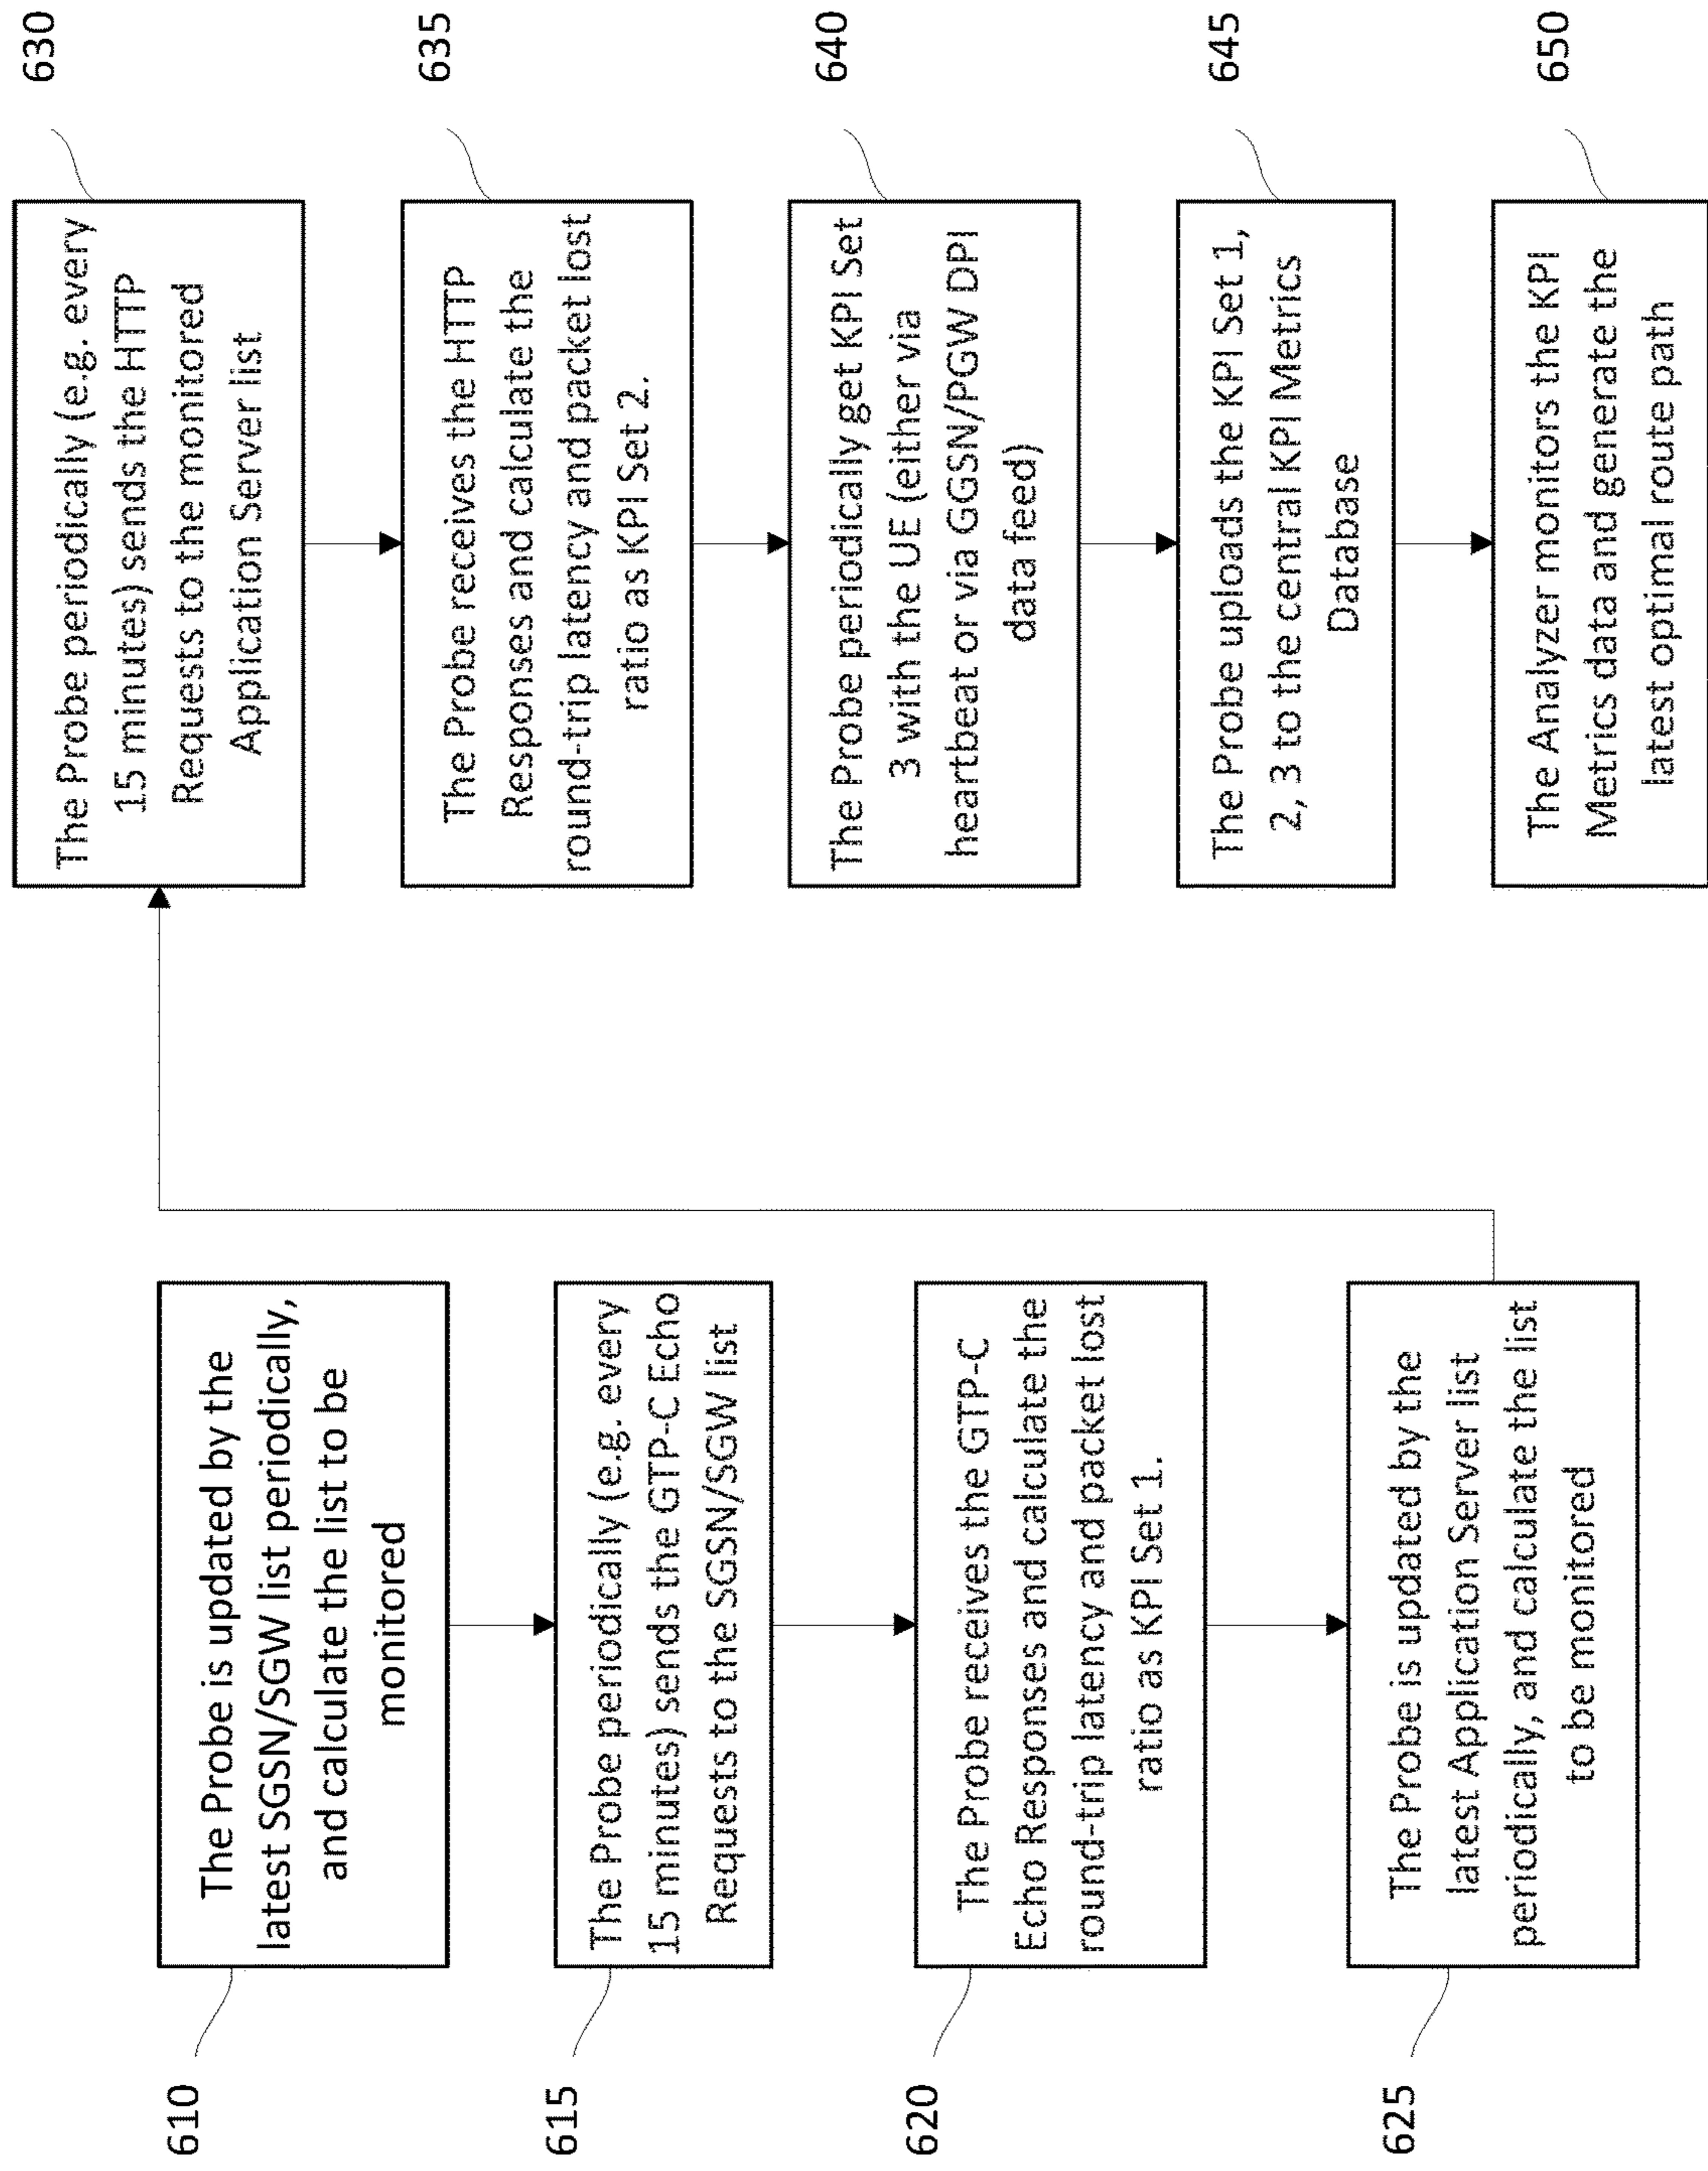 610
The Probe is updated by the
latest SGSN/SGW list periodically,
and calculate the list to be
monitored
615
The Probe periodically (e.g. every
15 minutes) sends the GTP-C Echo
Requests to the SGSN/SGW list
620
The Probe receives the GTP-C
Echo Responses and calculate the
round-trip latency and packet lost
ratio as KPI Set 1.
625
The Probe is updated by the
latest Application Server list
periodically, and calculate the list
to be monitored
630
The Probe periodically (e.g. every
15 minutes) sends the HTTP
Requests to the monitored
Application Server list
635
The Probe receives the HTTP
Responses and calculate the
round-trip latency and packet lost
ratio as KPI Set 2.
640
The Probe periodically get KPI Set
3 with the UE (either via
heartbeat or via GGSN/PGW DPI
data feed)
645
The Probe uploads the KPI Set 1,
2, 3 to the central KPI Metrics
Database
650
The Analyzer monitors the KPI
Metrics data and generate the
latest optimal route path